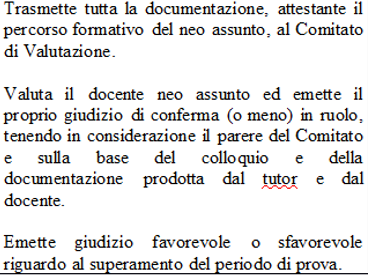 Trasmette tutta la documentazione, attestante il
percorso formativo del neo assunto, al Comitato
di Valutazione.
Valuta il docente neo assunto ed emette il
proprio giudizio di conferma (o meno) in ruolo,
tenendo in considerazione il parere del Comitato
e sulla base del colloquio e della
documentazione prodotta dal tutor e dal
docente.
Emette giudizio favorevole o sfavorevole
riguardo al superamento del periodo di prova.